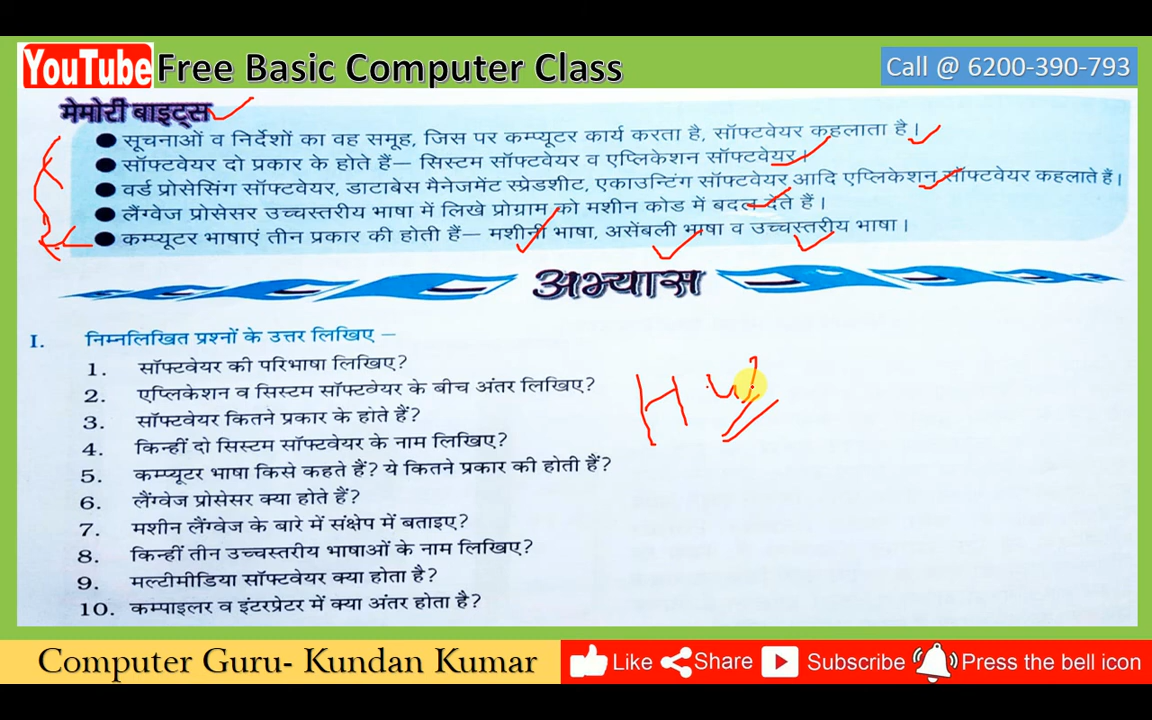 YouTube Free Basic Computer Class
Call @ 6200-390-793
मेमोरी बाइट्स
● सूचनाओं व निर्देशों का वह समूह, जिस पर कम्प्यूटर कार्य करता है, सॉफ्टवेयर कहलाता है।
● सॉफ्टवेयर दो प्रकार के होते हैं– सिस्टम सॉफ्टवेयर व एप्लिकेशन सॉफ्टवेयर।
● वर्ड प्रोसेसिंग सॉफ्टवेयर, डाटाबेस मैनेजमेंट स्प्रेडशीट, एकाउन्टिंग सॉफ्टवेयर आदि एप्लिकेशन सॉफ्टवेयर कहलाते हैं।
● लैंग्वेज प्रोसेसर उच्चस्तरीय भाषा में लिखे प्रोग्राम को मशीन कोड में बदल देते हैं।
● कम्प्यूटर भाषाएं तीन प्रकार की होती हैं– मशीनी भाषा, असेंबली भाषा व उच्चस्तरीय भाषा।
अभ्यास
I. निम्नलिखित प्रश्नों के उत्तर लिखिए –
1. सॉफ्टवेयर की परिभाषा लिखिए?
2. एप्लिकेशन व सिस्टम सॉफ्टवेयर के बीच अंतर लिखिए?
3. सॉफ्टवेयर कितने प्रकार के होते हैं?
4. किन्हीं दो सिस्टम सॉफ्टवेयर के नाम लिखिए?
5. कम्प्यूटर भाषा किसे कहते हैं? ये कितने प्रकार की होती हैं?
6. लैंग्वेज प्रोसेसर क्या होते हैं?
7. मशीन लैंग्वेज के बारे में संक्षेप में बताइए?
8. किन्हीं तीन उच्चस्तरीय भाषाओं के नाम लिखिए?
9. मल्टीमीडिया सॉफ्टवेयर क्या होता है?
10. कम्पाइलर व इंटरप्रेटर में क्या अंतर होता है?
H.W
Computer Guru- Kundan Kumar
Like Share Subscribe Press the bell icon